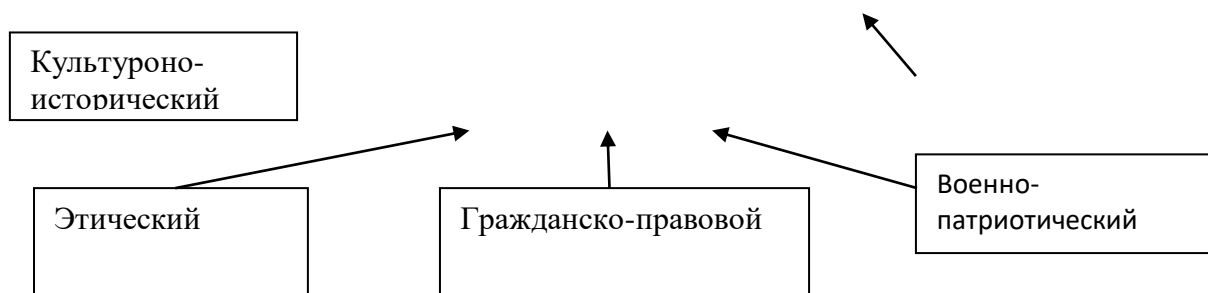 Культуроно-
исторический
Этический
Гражданско-правовой
Военно-
патриотический